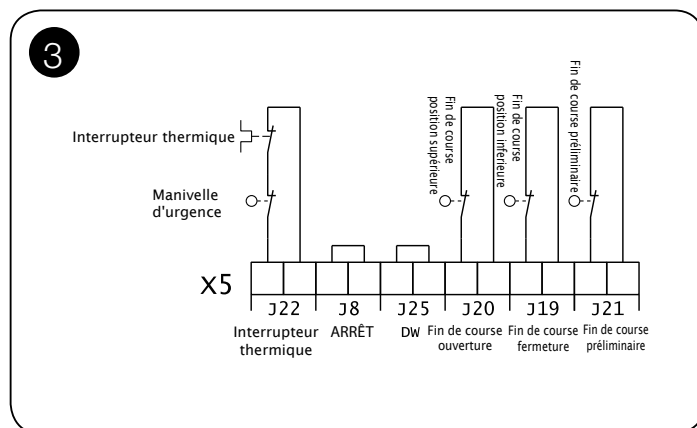 3
Fin de course
position supérieure
Fin de course
position inférieure
Fin de course préliminaire
Interrupteur thermique
Manivelle
d'urgence
X5
J22
J8
J25
J20
J19
J21
Interrupteur
thermique
ARRÊT
DW
Fin de course
ouverture
Fin de course
fermeture
Fin de course
préliminaire